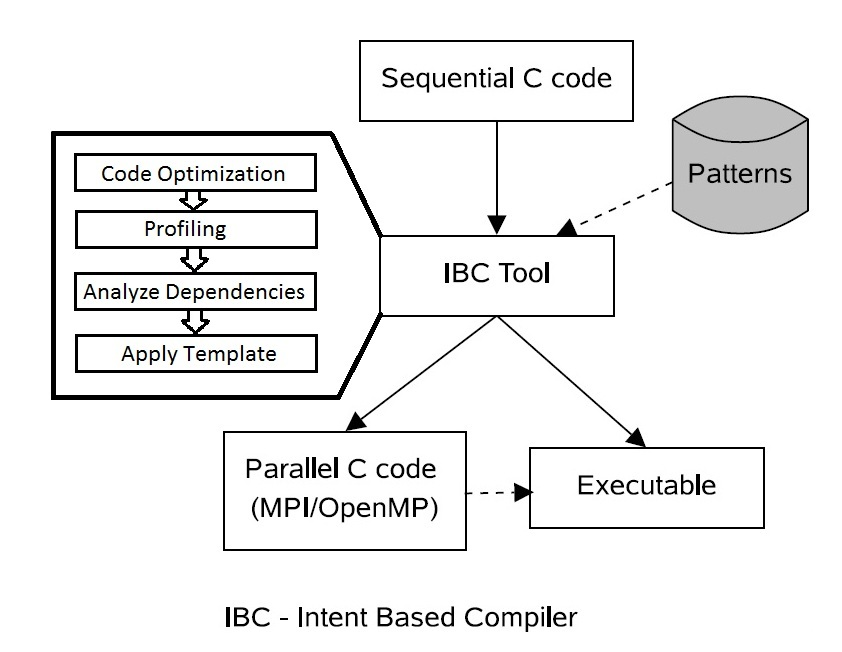 Sequential C code
Patterns
Code Optimization
Profiling
Analyze Dependencies
Apply Template
IBC Tool
Parallel C code
(MPI/OpenMP)
Executable
IBC - Intent Based Compiler